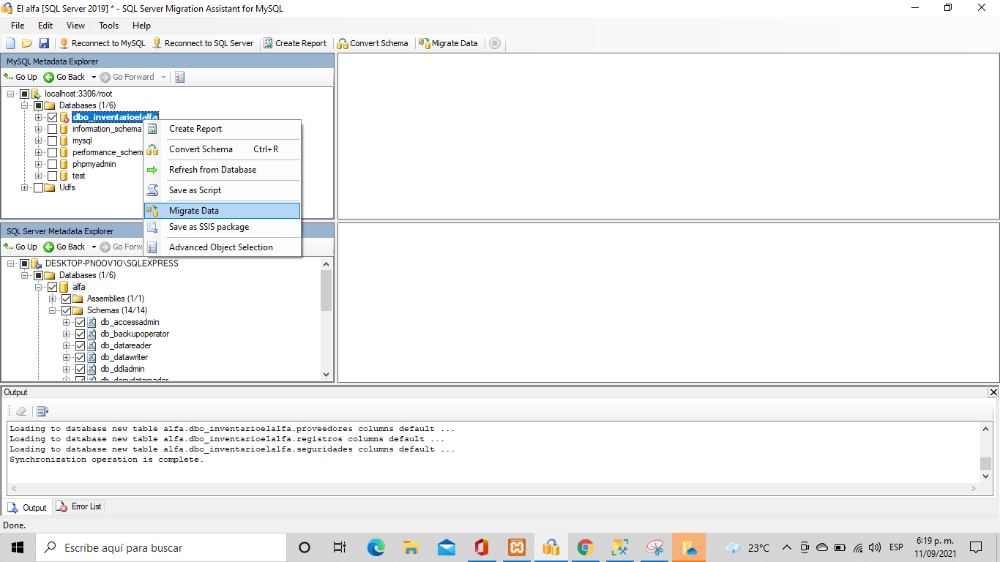 El alfa [SQL Server 2019] * - SQL Server Migration Assistant for MySQL
File Edit View Tools Help
Reconnect to MySQL Reconnect to SQL Server Create Report Convert Schema Migrate Data
MySQL Metadata Explorer
Go Up Go Back Go Forward
localhost:3306/root
Databases (1/6)
dbo_inventarioelalfa
information_schema
mysql
performance_schem
phpmyadmin
test
Udfs
Create Report
Convert Schema Ctrl+R
Refresh from Database
Save as Script
Migrate Data
Save as SSIS package
Advanced Object Selection
SQL Server Metadata Explorer
Go Up Go Back Go Forw
DESKTOP-PNOOV1O\SQLEXPRESS
Databases (1/6)
alfa
Assemblies (1/1)
Schemas (14/14)
db_accessadmin
db_backupoperator
db_datareader
db_datawriter
db_ddladmin
db_denydatareader
Output
Loading to database new table alfa.dbo_inventarioelalfa.proveedores columns default ...
Loading to database new table alfa.dbo_inventarioelalfa.registros columns default ...
Loading to database new table alfa.dbo_inventarioelalfa.seguridades columns default ...
Synchronization operation is complete.
Output Error List
Done.
Escribe aquí para buscar
23°C
ESP
6:19 p. m.
11/09/2021